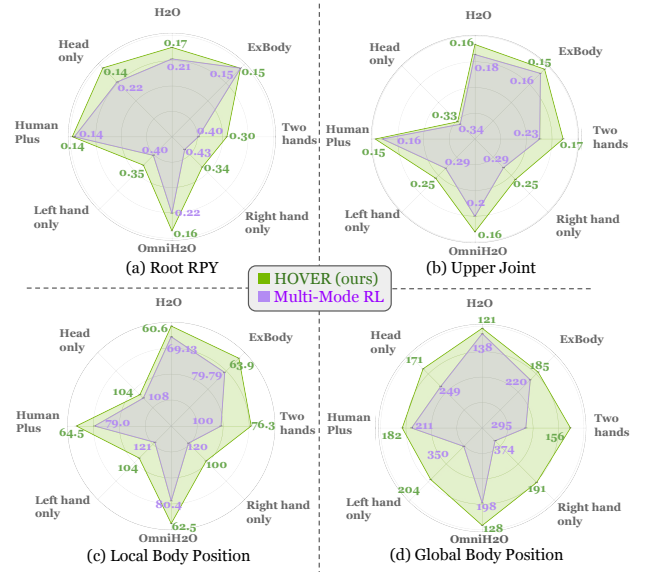 H2O
0.17
Head
only
ExBody
0.14
0.21
0.15
0.15
0.22
Human
Plus
0.14
0.14
0.40
0.30
Two
hands
0.40
0.43
0.35
0.34
Left hand
only
0.22
Right hand
only
0.16
OmniH2O
(a) Root RPY
H2O
0.16
Head
only
ExBody
0.18
0.15
0.16
0.33
0.34
Human
Plus
0.16
0.15
0.23
0.17
Two
hands
0.29
0.29
0.25
0.25
Left hand
only
0.2
Right hand
only
0.16
OmniH2O
(b) Upper Joint
HOVER (ours)
Multi-Mode RL
H2O
60.6
Head
only
ExBody
69.13
63.9
79.79
104
108
Human
Plus
79.0
64.5
100
76.3
Two
hands
121
120
104
100
Left hand
only
80.4
Right hand
only
62.5
OmniH2O
(c) Local Body Position
H2O
121
Head
only
ExBody
138
171
185
220
249
Human
Plus
211
182
295
156
Two
hands
350
374
204
191
Left hand
only
198
Right hand
only
128
OmniH2O
(d) Global Body Position